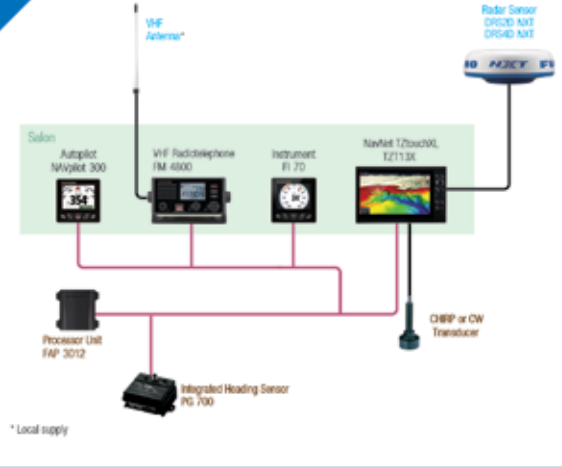 VHF
Antenna*
Radar Sensor
DRS2D NXT
DRS4D NXT
NXT
Salon
Autopilot
NAVpilot 300
VHF Radiotelephone
FM 4800
Instrument
FI 70
NavNet TZtouchXL
TZT13X
354
Processor Unit
FAP 3012
CHIRP or CW
Transducer
Integrated Heading Sensor
PG 700
* Local supply